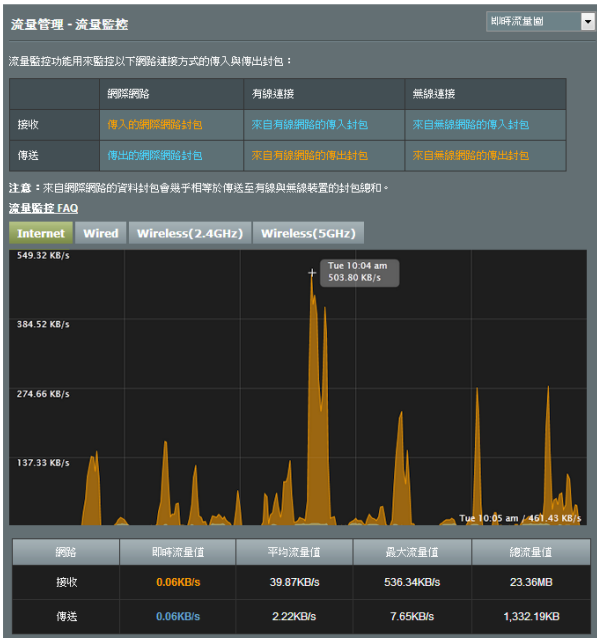 流量管理 - 流量監控
即時流量圖
流量監控功能用來監控以下網路連接方式的傳入與傳出封包：
網際網路 有線連接 無線連接
接收 傳入的網際網路封包 來自有線網路的傳入封包 來自無線網路的傳入封包
傳送 傳出的網際網路封包 來自有線網路的傳出封包 來自無線網路的傳出封包
注意：來自網際網路的資料封包會幾乎相等於傳送至有線與無線裝置的封包總和。
流量監控 FAQ
Internet Wired Wireless(2.4GHz) Wireless(5GHz)
549.32 KB/s
Tue 10:04 am
503.80 KB/s
384.52 KB/s
274.66 KB/s
137.33 KB/s
Tue 10:05 am / 461.43 KB/s
網路 即時流量值 平均流量值 最大流量值 總流量值
接收 0.06KB/s 39.87KB/s 536.34KB/s 23.36MB
傳送 0.06KB/s 2.22KB/s 7.65KB/s 1,332.19KB